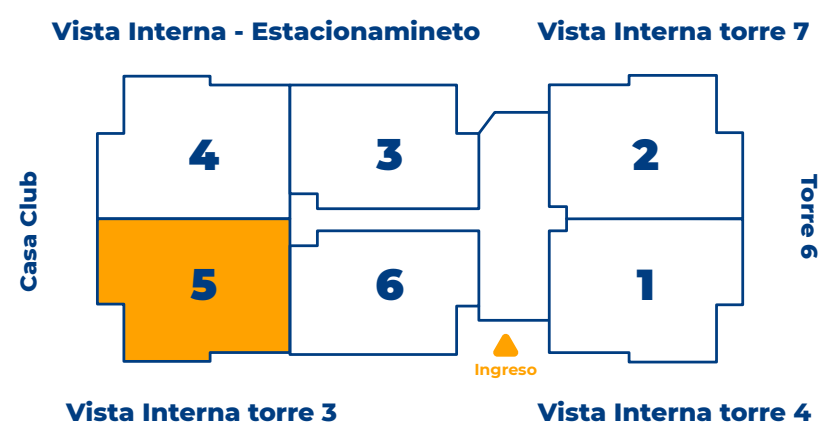 Vista Interna - Estacionamineto
Vista Interna torre 7
4
3
2
Casa Club
Torre 6
5
6
1
Ingreso
Vista Interna torre 3
Vista Interna torre 4